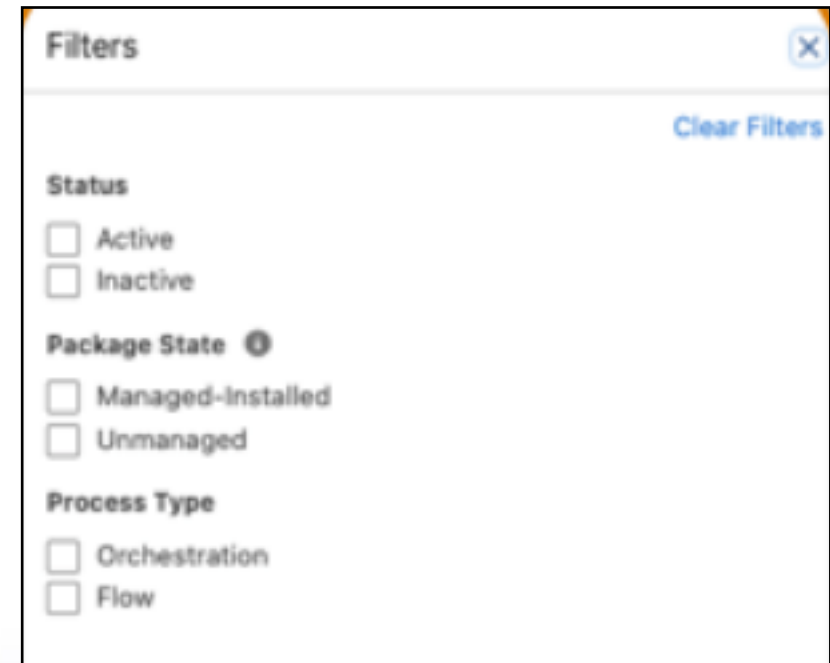 Filters
Clear Filters
Status
Active
Inactive
Package State
Managed-Installed
Unmanaged
Process Type
Orchestration
Flow